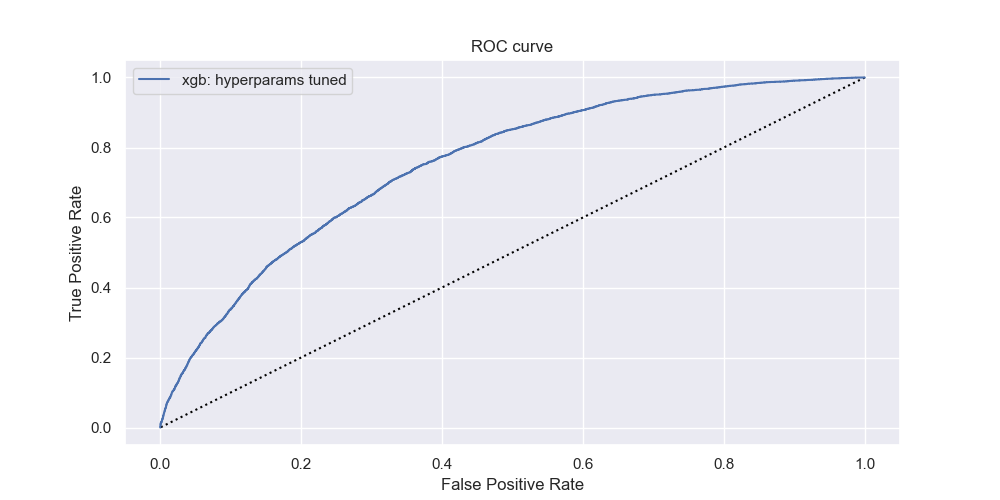 ROC curve
xgb: hyperparams tuned
True Positive Rate
1.0
0.8
0.6
0.4
0.2
0.0
0.0 0.2 0.4 0.6 0.8 1.0
False Positive Rate